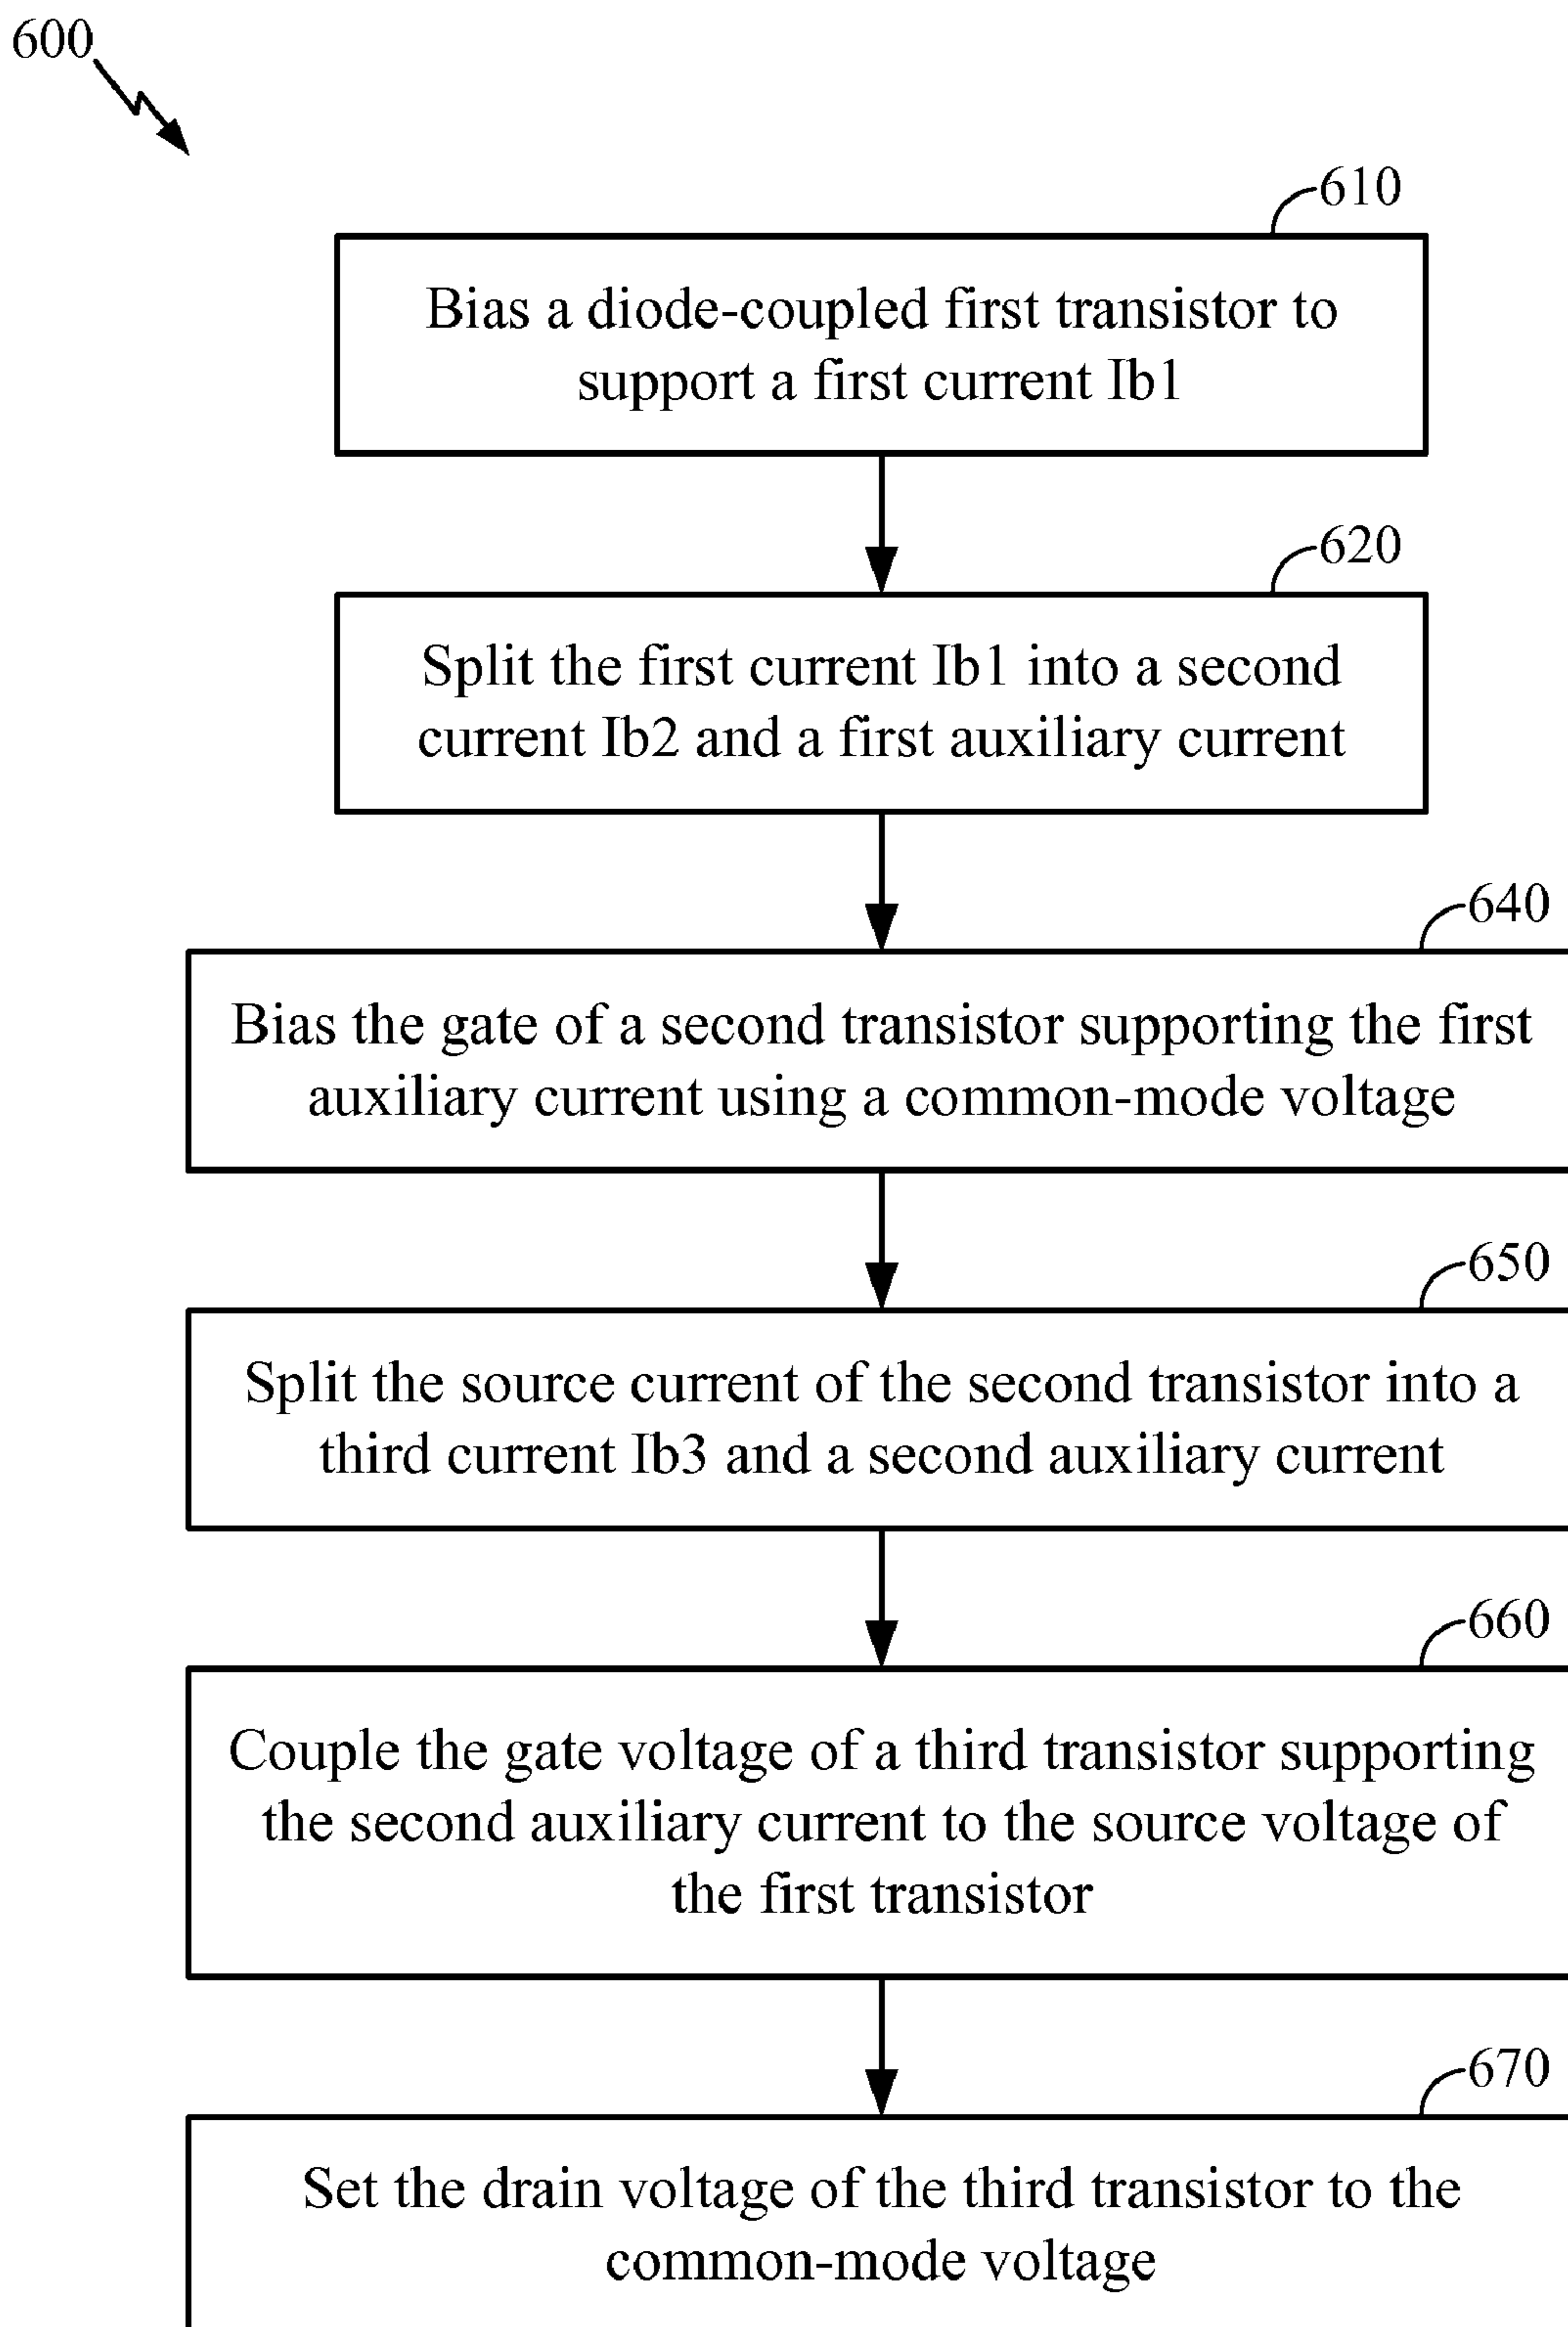 600
610
Bias a diode-coupled first transistor to
support a first current Ib1
620
Split the first current Ib1 into a second
current Ib2 and a first auxiliary current
640
Bias the gate of a second transistor supporting the first
auxiliary current using a common-mode voltage
650
Split the source current of the second transistor into a
third current Ib3 and a second auxiliary current
660
Couple the gate voltage of a third transistor supporting
the second auxiliary current to the source voltage of
the first transistor
670
Set the drain voltage of the third transistor to the
common-mode voltage